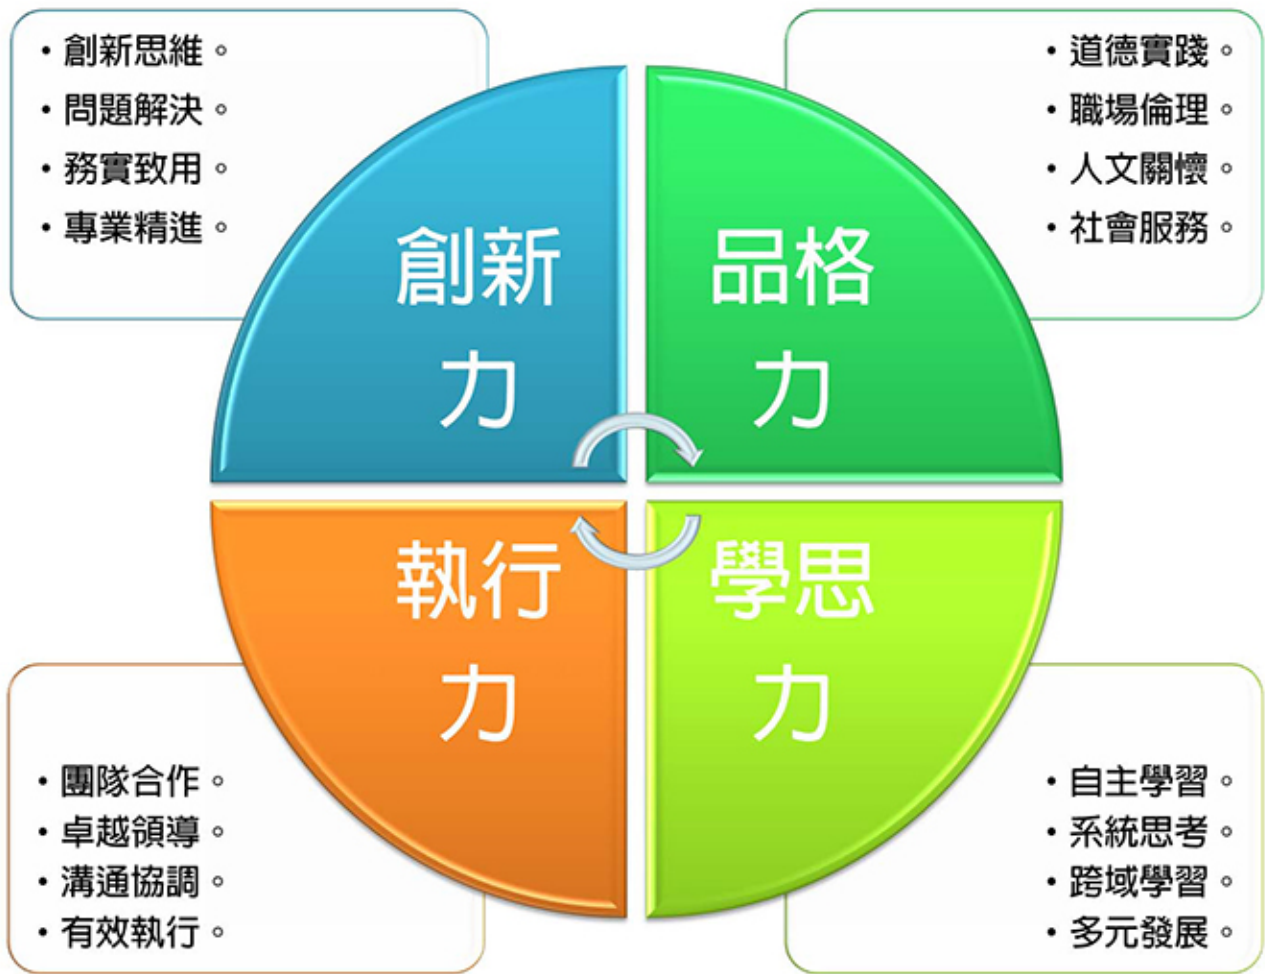 • 創新思維。
• 問題解決。
• 務實致用。
• 專業精進。
• 道德實踐。
• 職場倫理。
• 人文關懷。
• 社會服務。
創新
力
品格
力
執行
力
學思
力
• 團隊合作。
• 卓越領導。
• 溝通協調。
• 有效執行。
• 自主學習。
• 系統思考。
• 跨域學習。
• 多元發展。